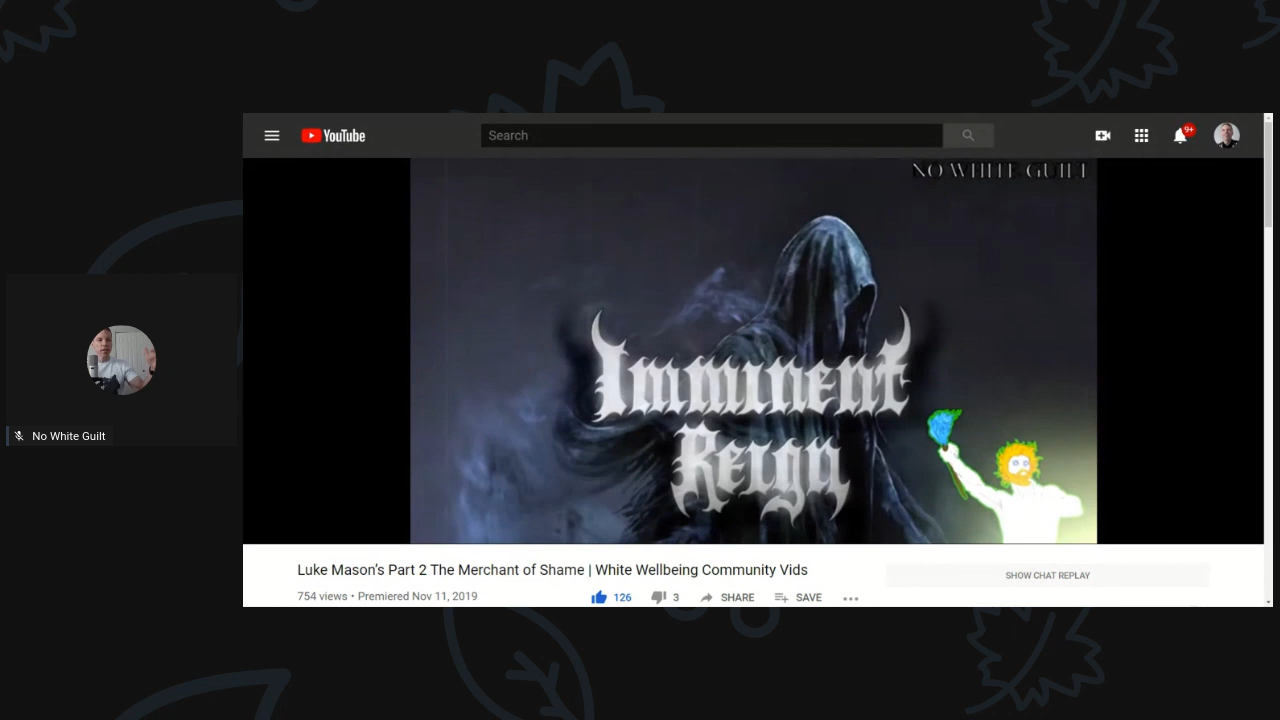 YouTube
Search
9+
NO WHITE GUILT
Imminent
Reign
No White Guilt
Luke Mason's Part 2 The Merchant of Shame | White Wellbeing Community Vids
SHOW CHAT REPLAY
754 views • Premiered Nov 11, 2019
126
3
SHARE
SAVE